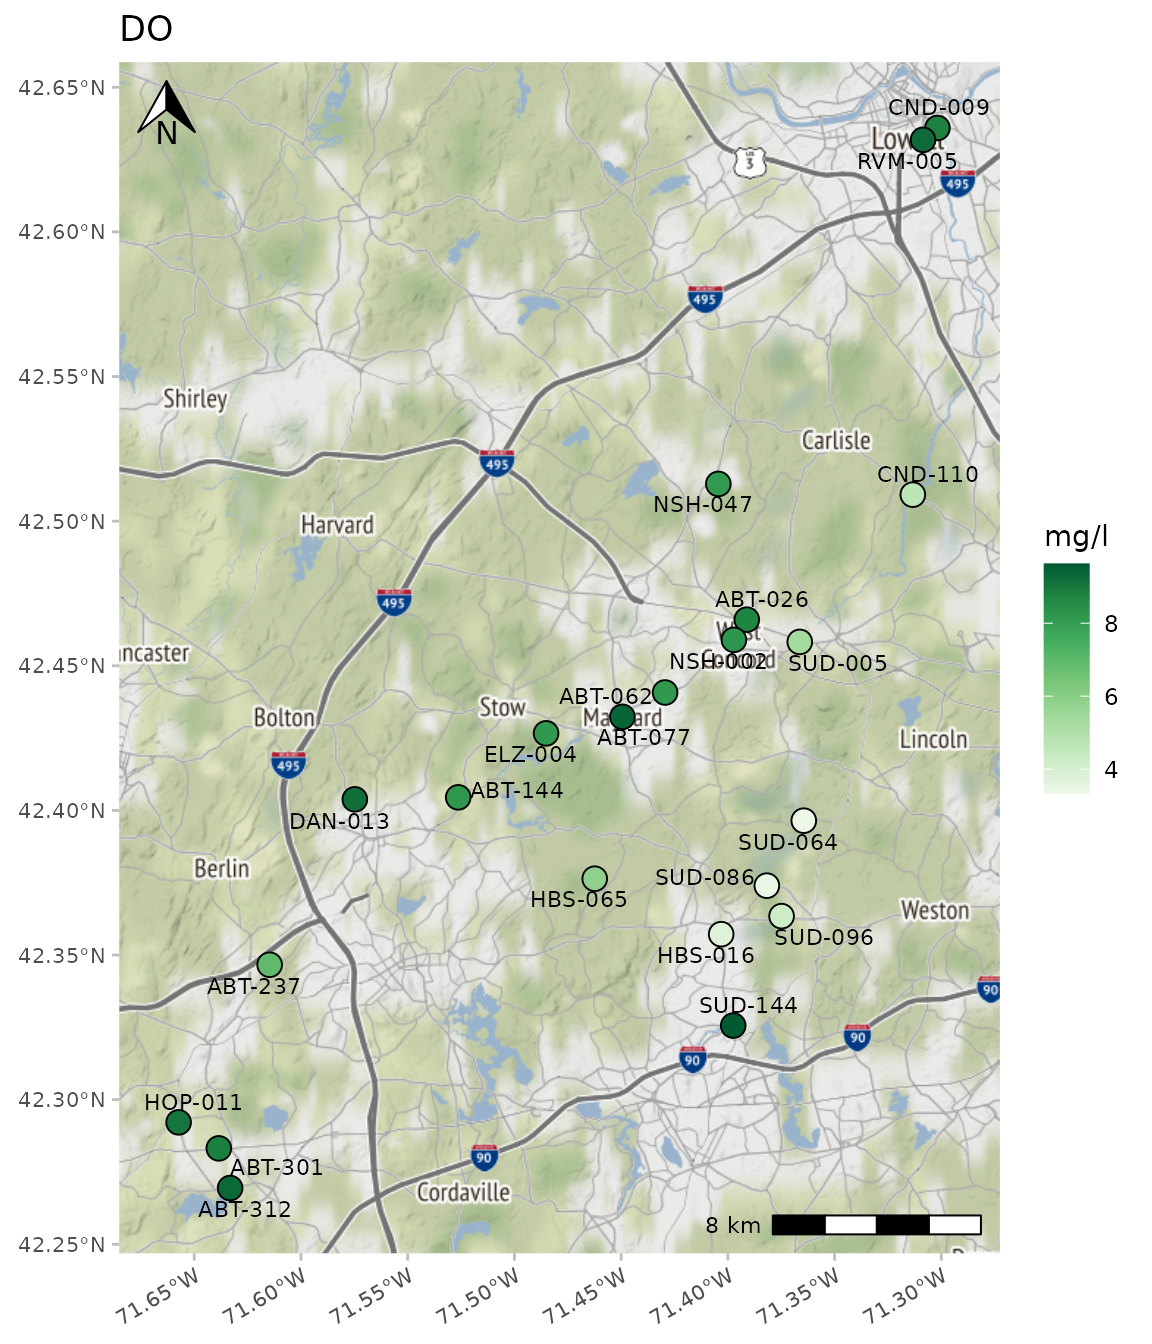 DO
42.65°N
42.60°N
42.55°N
42.50°N
42.45°N
42.40°N
42.35°N
42.30°N
42.25°N
N
CND-009
Lowell
RVM-005
US
3
495
495
Shirley
Carlisle
495
CND-110
NSH-047
Harvard
495
ABT-026
West
Concord
NSH-002
SUD-005
ncaster
ABT-062
Stow
Maynard
ABT-077
Bolton
Lincoln
ELZ-004
495
ABT-144
DAN-013
SUD-064
Berlin
SUD-086
HBS-065
Weston
SUD-096
HBS-016
ABT-237
90
SUD-144
90
90
HOP-011
90
ABT-301
Cordaville
ABT-312
8 km
71.65°W
71.60°W
71.55°W
71.50°W
71.45°W
71.40°W
71.35°W
71.30°W
mg/l
8
6
4